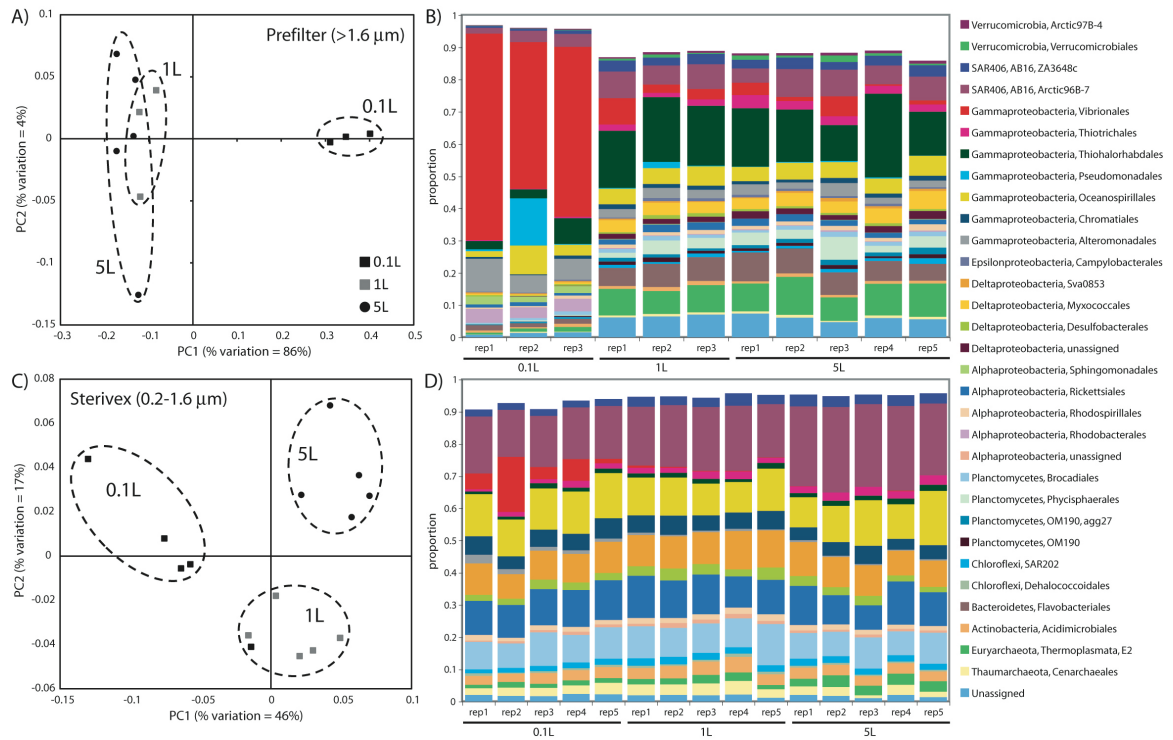 A)
Prefilter (>1.6 μm)
PC2 (% variation = 4%)
0.1
0.05
0
-0.05
-0.1
-0.15
1L
0.1L
5L
0.1L
1L
5L
-0.3 -0.2 -0.1 0 0.1 0.2 0.3 0.4 0.5
PC1 (% variation = 86%)
B)
proportion
1
0.9
0.8
0.7
0.6
0.5
0.4
0.3
0.2
0.1
0
rep1 rep2 rep3 rep1 rep2 rep3 rep1 rep2 rep3 rep4 rep5
0.1L 1L 5L
C)
Sterivex (0.2-1.6 μm)
PC2 (% variation = 17%)
0.08
0.06
0.04
0.02
0
-0.02
-0.04
-0.06
0.1L
5L
1L
-0.15 -0.1 -0.05 0 0.05 0.1
PC1 (% variation = 46%)
D)
proportion
1
0.9
0.8
0.7
0.6
0.5
0.4
0.3
0.2
0.1
0
rep1 rep2 rep3 rep4 rep5 rep1 rep2 rep3 rep4 rep5 rep1 rep2 rep3 rep4 rep5
0.1L 1L 5L
Verrucomicrobia, Arctic97B-4
Verrucomicrobia, Verrucomicrobiales
SAR406, AB16, ZA3648c
SAR406, AB16, Arctic96B-7
Gammaproteobacteria, Vibrionales
Gammaproteobacteria, Thiotrichales
Gammaproteobacteria, Thiohalorhabdales
Gammaproteobacteria, Pseudomonadales
Gammaproteobacteria, Oceanospirillales
Gammaproteobacteria, Chromatiales
Gammaproteobacteria, Alteromonadales
Epsilonproteobacteria, Campylobacterales
Deltaproteobacteria, Sva0853
Deltaproteobacteria, Myxococcales
Deltaproteobacteria, Desulfobacterales
Deltaproteobacteria, unassigned
Alphaproteobacteria, Sphingomonadales
Alphaproteobacteria, Rickettsiales
Alphaproteobacteria, Rhodospirillales
Alphaproteobacteria, Rhodobacterales
Alphaproteobacteria, unassigned
Planctomycetes, Brocadiales
Planctomycetes, Phycisphaerales
Planctomycetes, OM190, agg27
Planctomycetes, OM190
Chloroflexi, SAR202
Chloroflexi, Dehalococcoidales
Bacteroidetes, Flavobacteriales
Actinobacteria, Acidimicrobiales
Euryarchaeota, Thermoplasmata, E2
Thaumarchaeota, Cenarchaeales
Unassigned